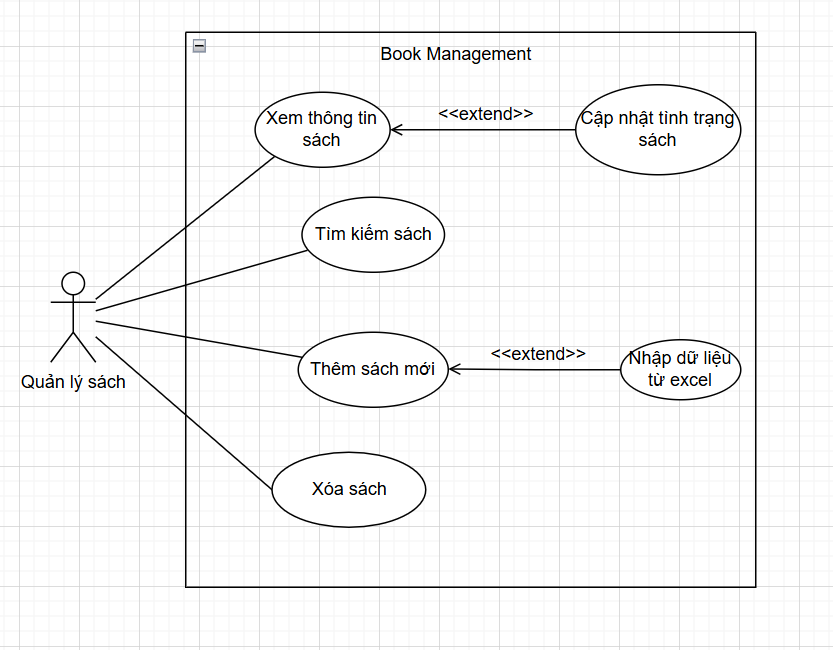 Book Management
Xem thông tin
sách
<<extend>>
Cập nhật tình trạng
sách
Tìm kiếm sách
Quản lý sách
Thêm sách mới
<<extend>>
Nhập dữ liệu
từ excel
Xóa sách